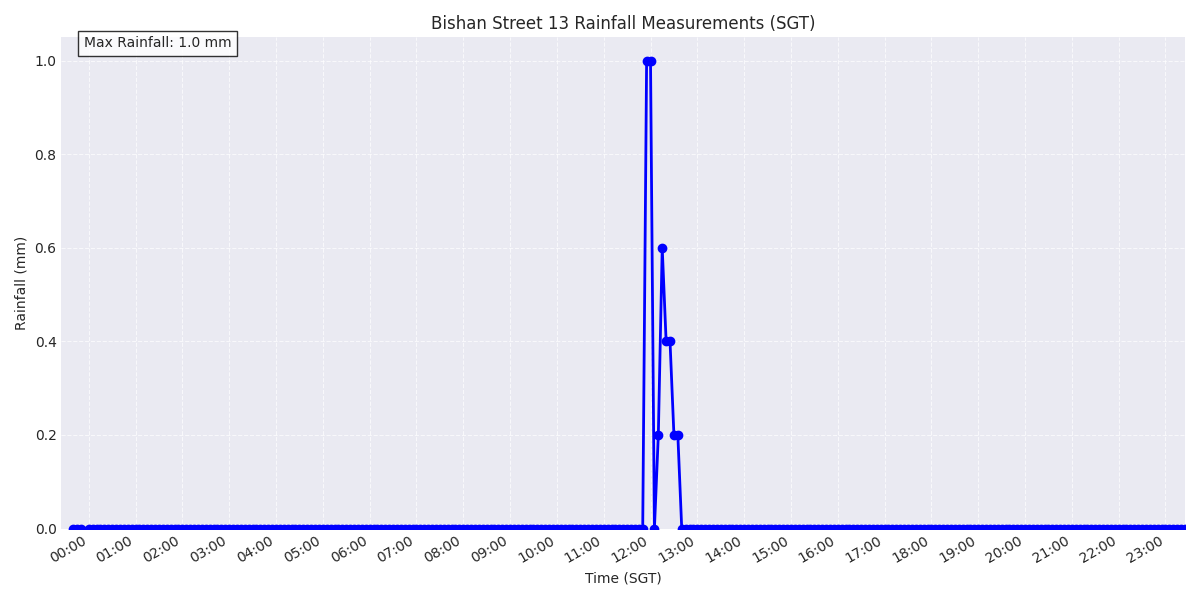 Bishan Street 13 Rainfall Measurements (SGT)
Max Rainfall: 1.0 mm
1.0
0.8
0.6
0.4
0.2
0.0
Rainfall (mm)
00:00 01:00 02:00 03:00 04:00 05:00 06:00 07:00 08:00 09:00 10:00 11:00 12:00 13:00 14:00 15:00 16:00 17:00 18:00 19:00 20:00 21:00 22:00 23:00
Time (SGT)